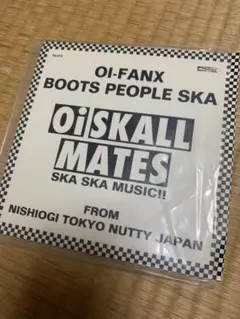 OI-FANX
BOOTS PEOPLE SKA
OiSKALL
MATES
SKA SKA MUSIC!!
FROM
NISHIOGI TOKYO NUTTY JAPAN